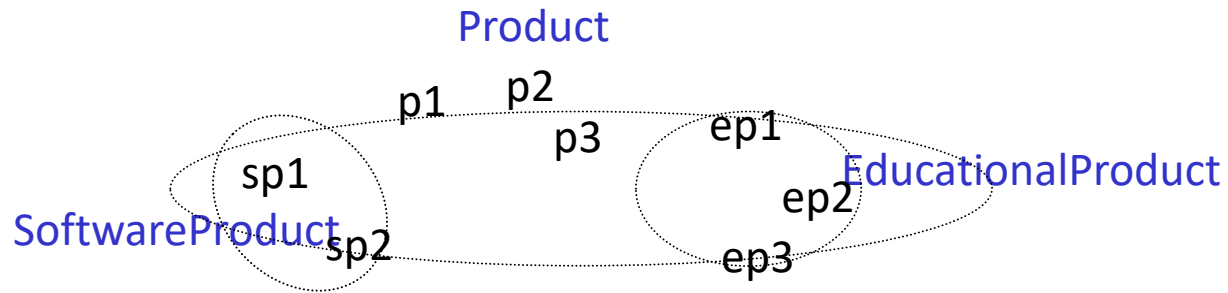 Product
p1 p2
p3 ep1
sp1 EducationalProduct
ep2
SoftwareProduct sp2
ep3